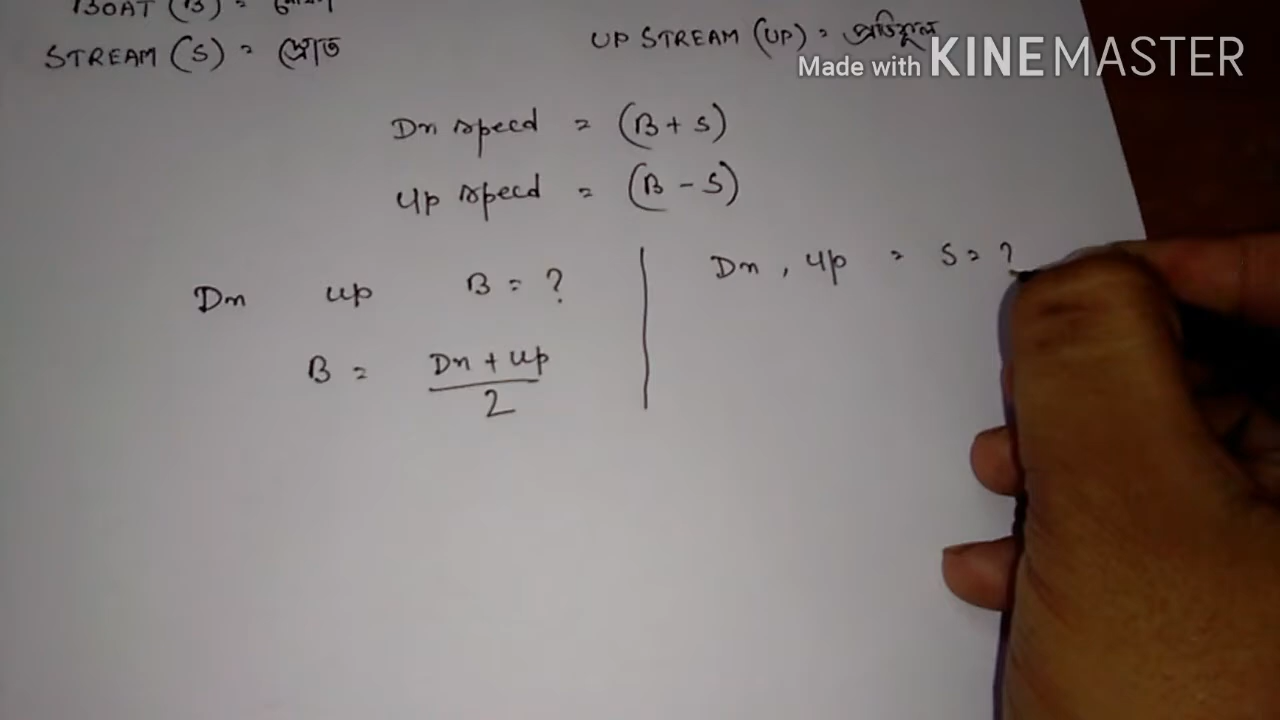 BOAT (B) =
STREAM (S) = স্রোত
UP STREAM (UP) = প্রতিকূল
Made with KINEMASTER
Dn speed = (B + S)
Up speed = (B - S)
Dn up B = ?
B = Dn + up / 2
Dn, up = S = ?